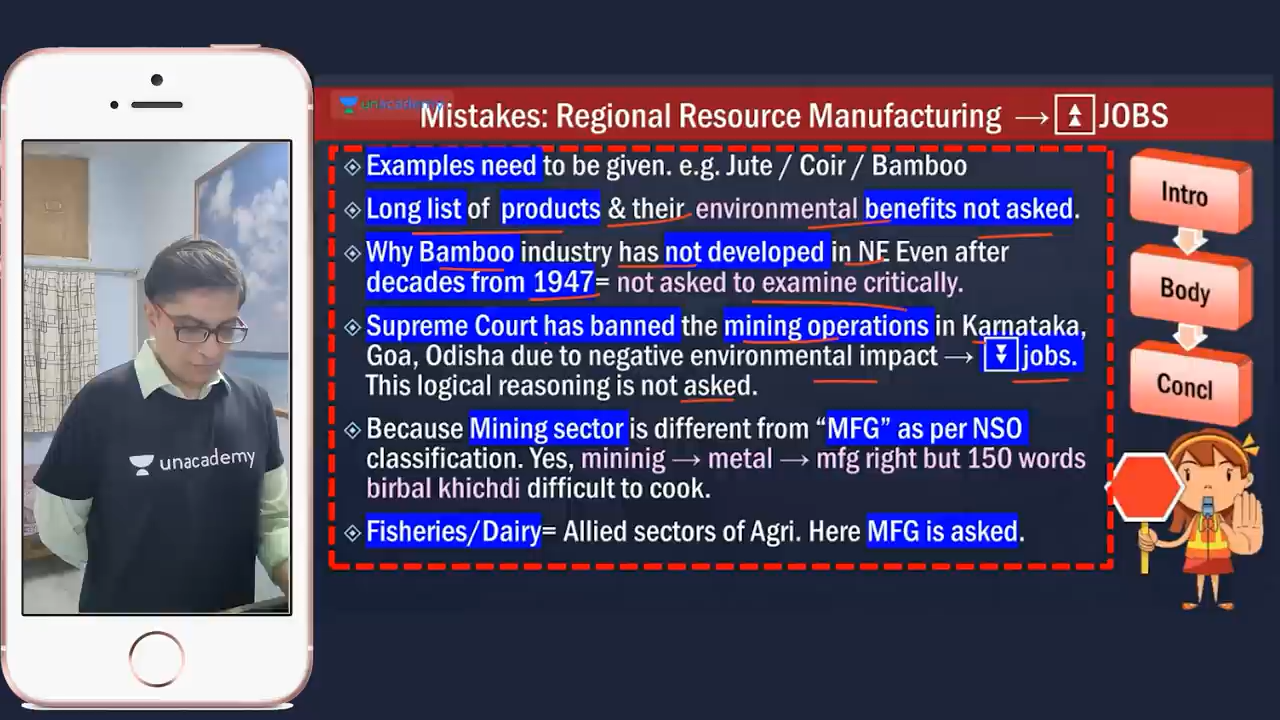 unacademy
Mistakes: Regional Resource Manufacturing → JOBS
Examples need to be given. e.g. Jute / Coir / Bamboo
Long list of products & their environmental benefits not asked.
Why Bamboo industry has not developed in NE Even after
decades from 1947= not asked to examine critically.
Supreme Court has banned the mining operations in Karnataka,
Goa, Odisha due to negative environmental impact → jobs.
This logical reasoning is not asked.
Because Mining sector is different from “MFG” as per NSO
classification. Yes, mininig → metal → mfg right but 150 words
birbal khichdi difficult to cook.
Fisheries/Dairy= Allied sectors of Agri. Here MFG is asked.
Intro
Body
Concl
unacademy